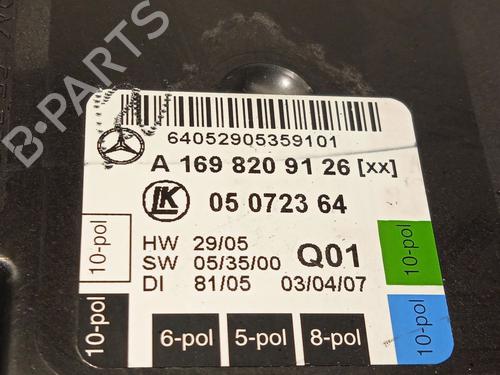 64052905359101
A 169 820 91 26 [xx]
LK 05 0723 64
HW 29/05
SW 05/35/00 Q01
DI 81/05 03/04/07
10-pol
10-pol
10-pol
10-pol
6-pol 5-pol 8-pol
B-PARTS